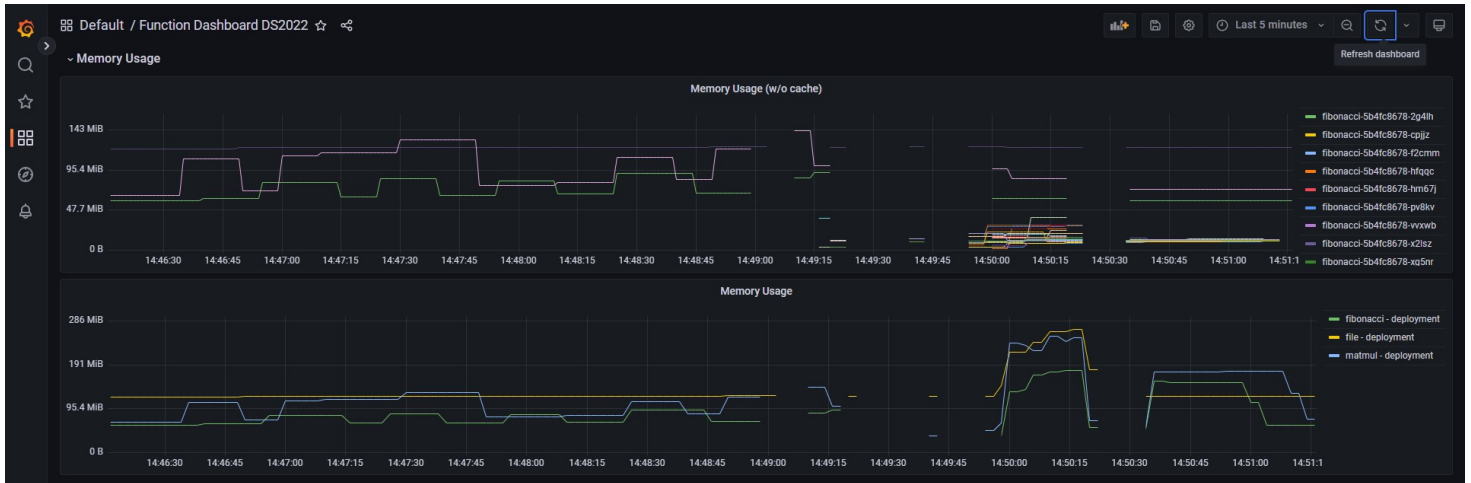 Default / Function Dashboard DS2022
Last 5 minutes
Refresh dashboard
Memory Usage
Memory Usage (w/o cache)
143 MiB
95.4 MiB
47.7 MiB
0 B
14:46:30 14:46:45 14:47:00 14:47:15 14:47:30 14:47:45 14:48:00 14:48:15 14:48:30 14:48:45 14:49:00 14:49:15 14:49:30 14:49:45 14:50:00 14:50:15 14:50:30 14:50:45 14:51:00 14:51:1
fibonacci-5b4fc8678-2g4lh
fibonacci-5b4fc8678-cpjjz
fibonacci-5b4fc8678-f2cmm
fibonacci-5b4fc8678-hfqqc
fibonacci-5b4fc8678-hm67j
fibonacci-5b4fc8678-pv8kv
fibonacci-5b4fc8678-vvxwb
fibonacci-5b4fc8678-x2lsz
fibonacci-5b4fc8678-xq5nr
Memory Usage
286 MiB
191 MiB
95.4 MiB
0 B
14:46:30 14:46:45 14:47:00 14:47:15 14:47:30 14:47:45 14:48:00 14:48:15 14:48:30 14:48:45 14:49:00 14:49:15 14:49:30 14:49:45 14:50:00 14:50:15 14:50:30 14:50:45 14:51:00 14:51:1
fibonacci - deployment
file - deployment
matmul - deployment